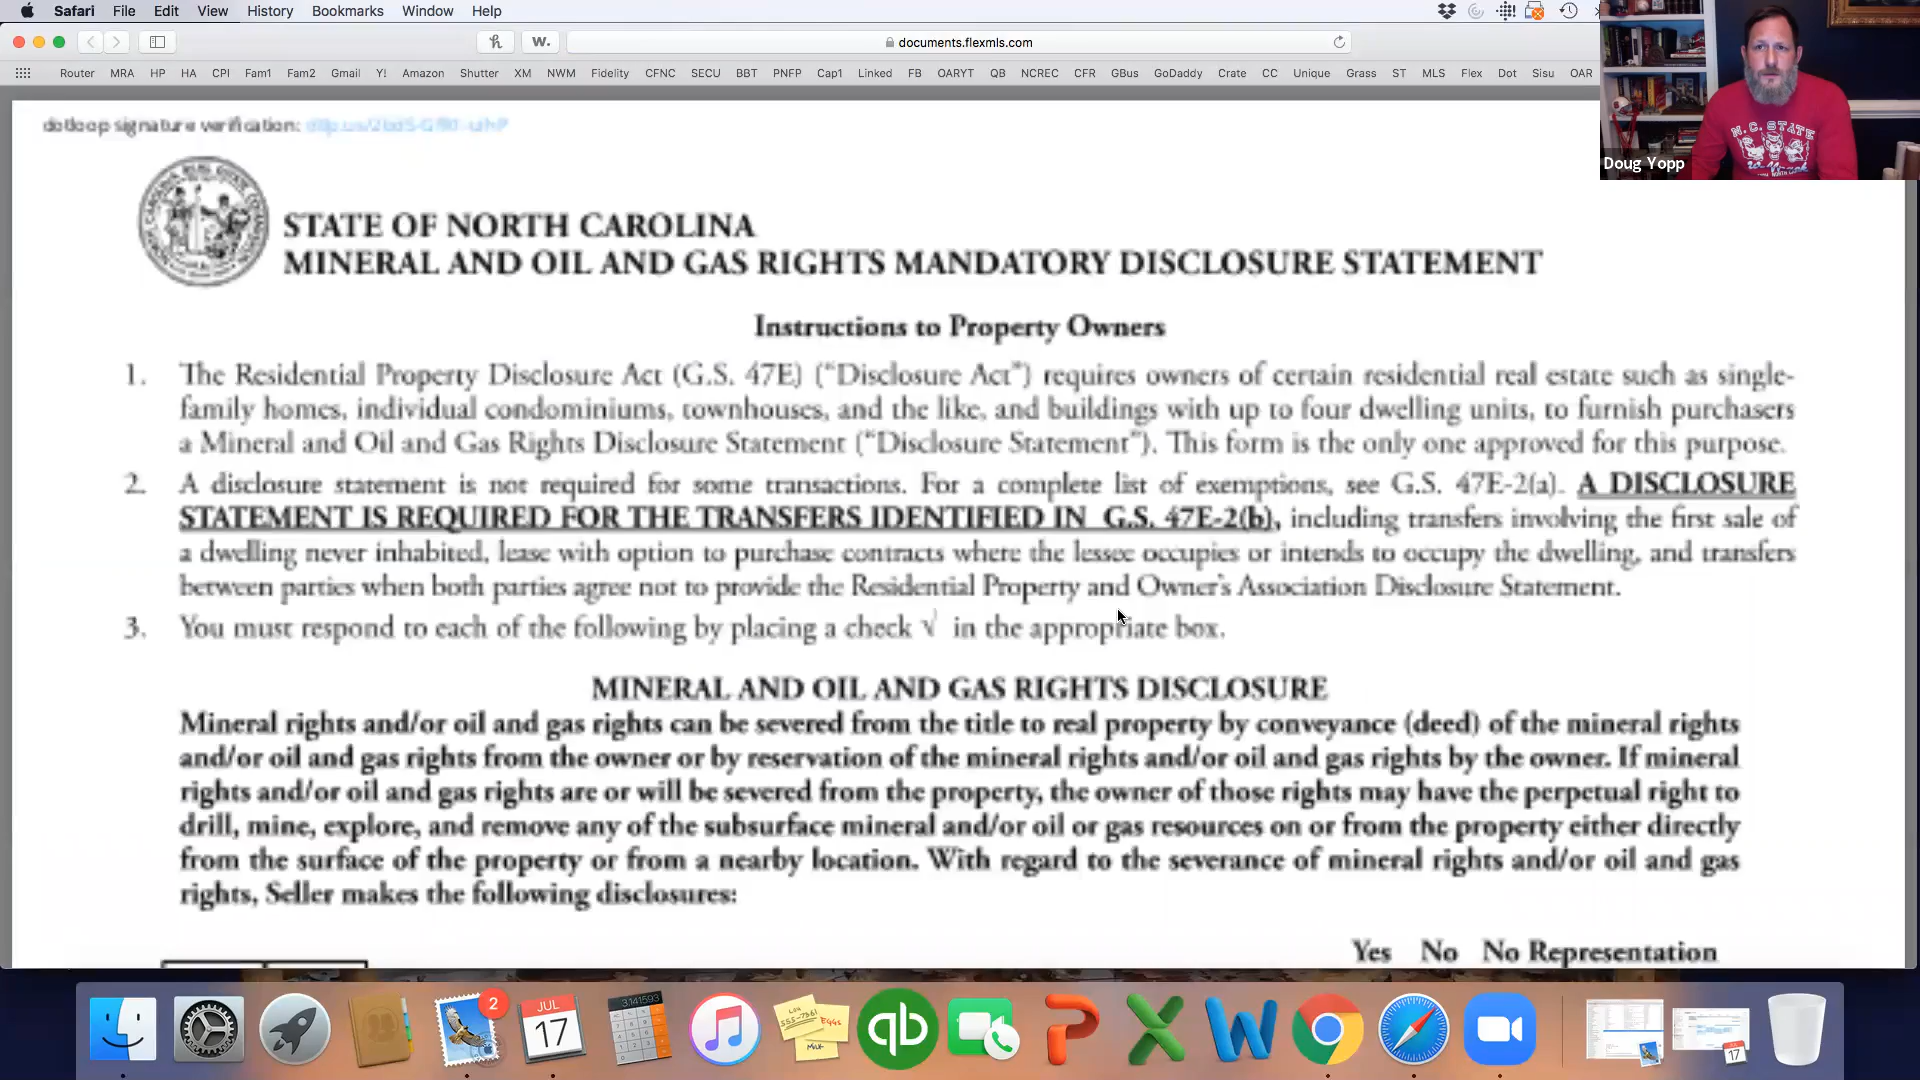 Safari File Edit View History Bookmarks Window Help
documents.flexmls.com
Router MRA HP HA CPI Fam1 Fam2 Gmail Y! Amazon Shutter XM NWM Fidelity CFNC SECU BBT PNFP Cap1 Linked FB OARYT QB NCREC CFR GBus GoDaddy Crate CC Unique Grass ST MLS Flex Dot Sisu OAR
N.C. STATE
Doug Yopp
dotloop signature verification:
STATE OF NORTH CAROLINA
MINERAL AND OIL AND GAS RIGHTS MANDATORY DISCLOSURE STATEMENT
Instructions to Property Owners
1. The Residential Property Disclosure Act (G.S. 47E) (“Disclosure Act”) requires owners of certain residential real estate such as single-
family homes, individual condominiums, townhouses, and the like, and buildings with up to four dwelling units, to furnish purchasers
a Mineral and Oil and Gas Rights Disclosure Statement (“Disclosure Statement”). This form is the only one approved for this purpose.
2. A disclosure statement is not required for some transactions. For a complete list of exemptions, see G.S. 47E-2(a). A DISCLOSURE
STATEMENT IS REQUIRED FOR THE TRANSFERS IDENTIFIED IN G.S. 47E-2(b), including transfers involving the first sale of
a dwelling never inhabited, lease with option to purchase contracts where the lessee occupies or intends to occupy the dwelling, and transfers
between parties when both parties agree not to provide the Residential Property and Owner's Association Disclosure Statement.
3. You must respond to each of the following by placing a check √ in the appropriate box.
MINERAL AND OIL AND GAS RIGHTS DISCLOSURE
Mineral rights and/or oil and gas rights can be severed from the title to real property by conveyance (deed) of the mineral rights
and/or oil and gas rights from the owner or by reservation of the mineral rights and/or oil and gas rights by the owner. If mineral
rights and/or oil and gas rights are or will be severed from the property, the owner of those rights may have the perpetual right to
drill, mine, explore, and remove any of the subsurface mineral and/or oil or gas resources on or from the property either directly
from the surface of the property or from a nearby location. With regard to the severance of mineral rights and/or oil and gas
rights, Seller makes the following disclosures:
Yes No No Representation
2
JUL
17
3.141593
555-7361
EGGS
MILK
qb
17